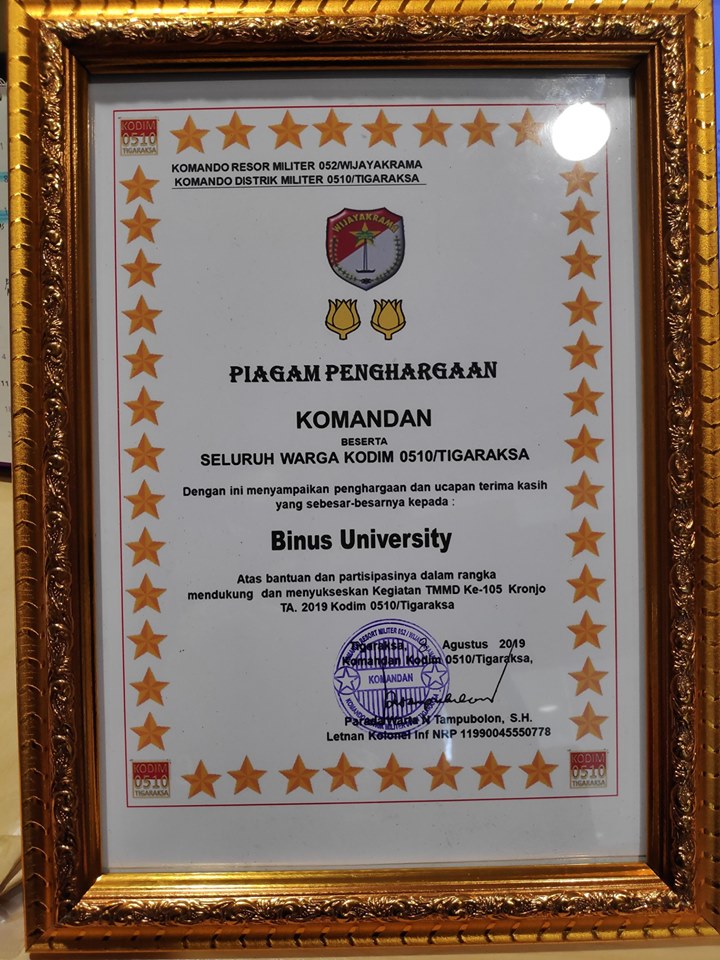 KODIM
0510
TIGARAKSA
KOMANDO RESOR MILITER 052/WIJAYAKRAMA
KOMANDO DISTRIK MILITER 0510/TIGARAKSA
WIJAYAKRAMA
PIAGAM PENGHARGAAN
KOMANDAN
BESERTA
SELURUH WARGA KODIM 0510/TIGARAKSA
Dengan ini menyampaikan penghargaan dan ucapan terima kasih
yang sebesar-besarnya kepada :
Binus University
Atas bantuan dan partisipasinya dalam rangka
mendukung dan menyukseskan Kegiatan TMMD Ke-105 Kronjo
TA. 2019 Kodim 0510/Tigaraksa
Tigaraksa, Agustus 2019
Komandan Kodim 0510/Tigaraksa,
KOMANDAN
N Tampubolon, S.H.
Letnan Kolonel Inf NRP 11990045550778
KODIM
0510
TIGARAKSA
KODIM
0510
TIGARAKSA